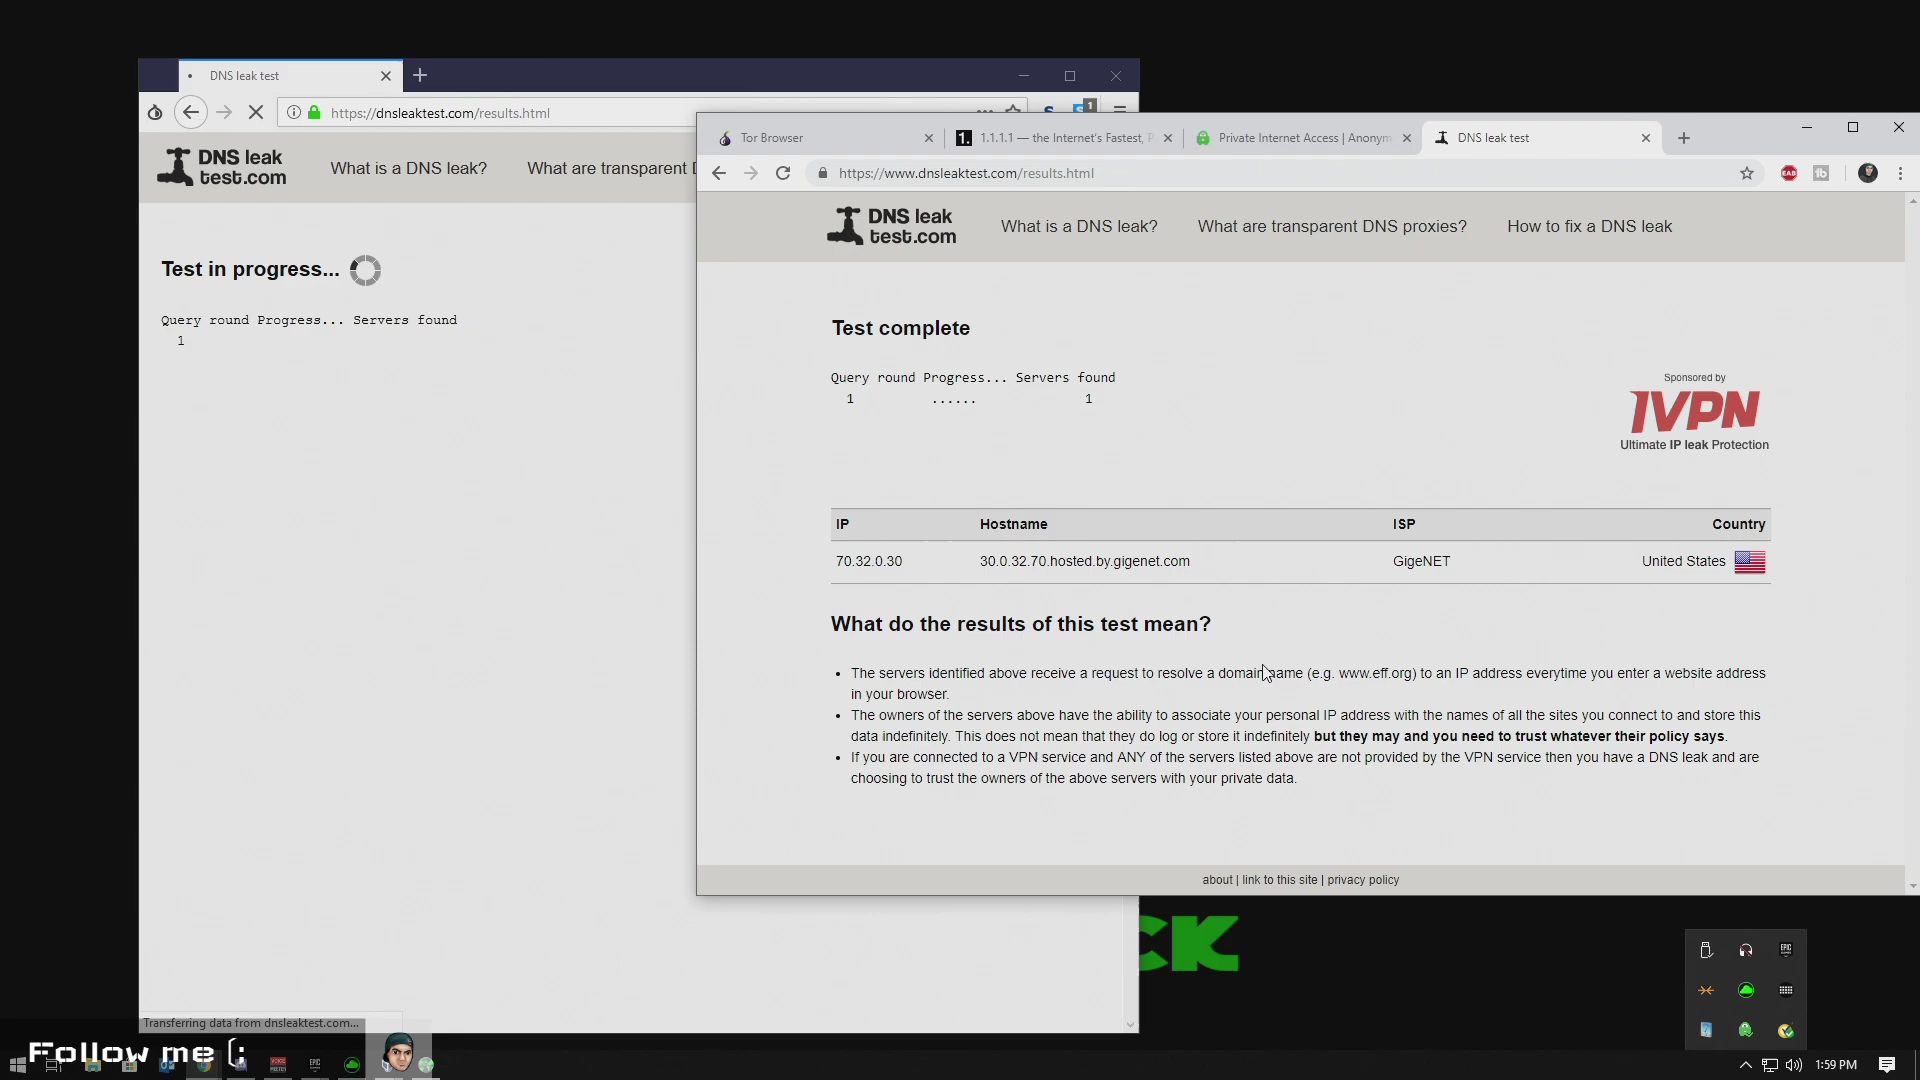 DNS leak test
https://dnsleaktest.com/results.html
1
DNS leak
test.com
What is a DNS leak?
What are transparent
Test in progress...
Query round Progress... Servers found
1
Transferring data from dnsleaktest.com...
Tor Browser
1.
1.1.1.1 — the Internet's Fastest,
Private Internet Access | Anonym
DNS leak test
https://www.dnsleaktest.com/results.html
EAB
fb
DNS leak
test.com
What is a DNS leak?
What are transparent DNS proxies?
How to fix a DNS leak
Test complete
Query round Progress... Servers found
1 ...... 1
Sponsored by
IVPN
Ultimate IP leak Protection
IP Hostname ISP Country
70.32.0.30 30.0.32.70.hosted.by.gigenet.com GigeNET United States
What do the results of this test mean?
The servers identified above receive a request to resolve a domain name (e.g. www.eff.org) to an IP address everytime you enter a website address
in your browser.
The owners of the servers above have the ability to associate your personal IP address with the names of all the sites you connect to and store this
data indefinitely. This does not mean that they do log or store it indefinitely but they may and you need to trust whatever their policy says.
If you are connected to a VPN service and ANY of the servers listed above are not provided by the VPN service then you have a DNS leak and are
choosing to trust the owners of the above servers with your private data.
about | link to this site | privacy policy
CK
EPIC
Follow me (:
EPIC
1:59 PM